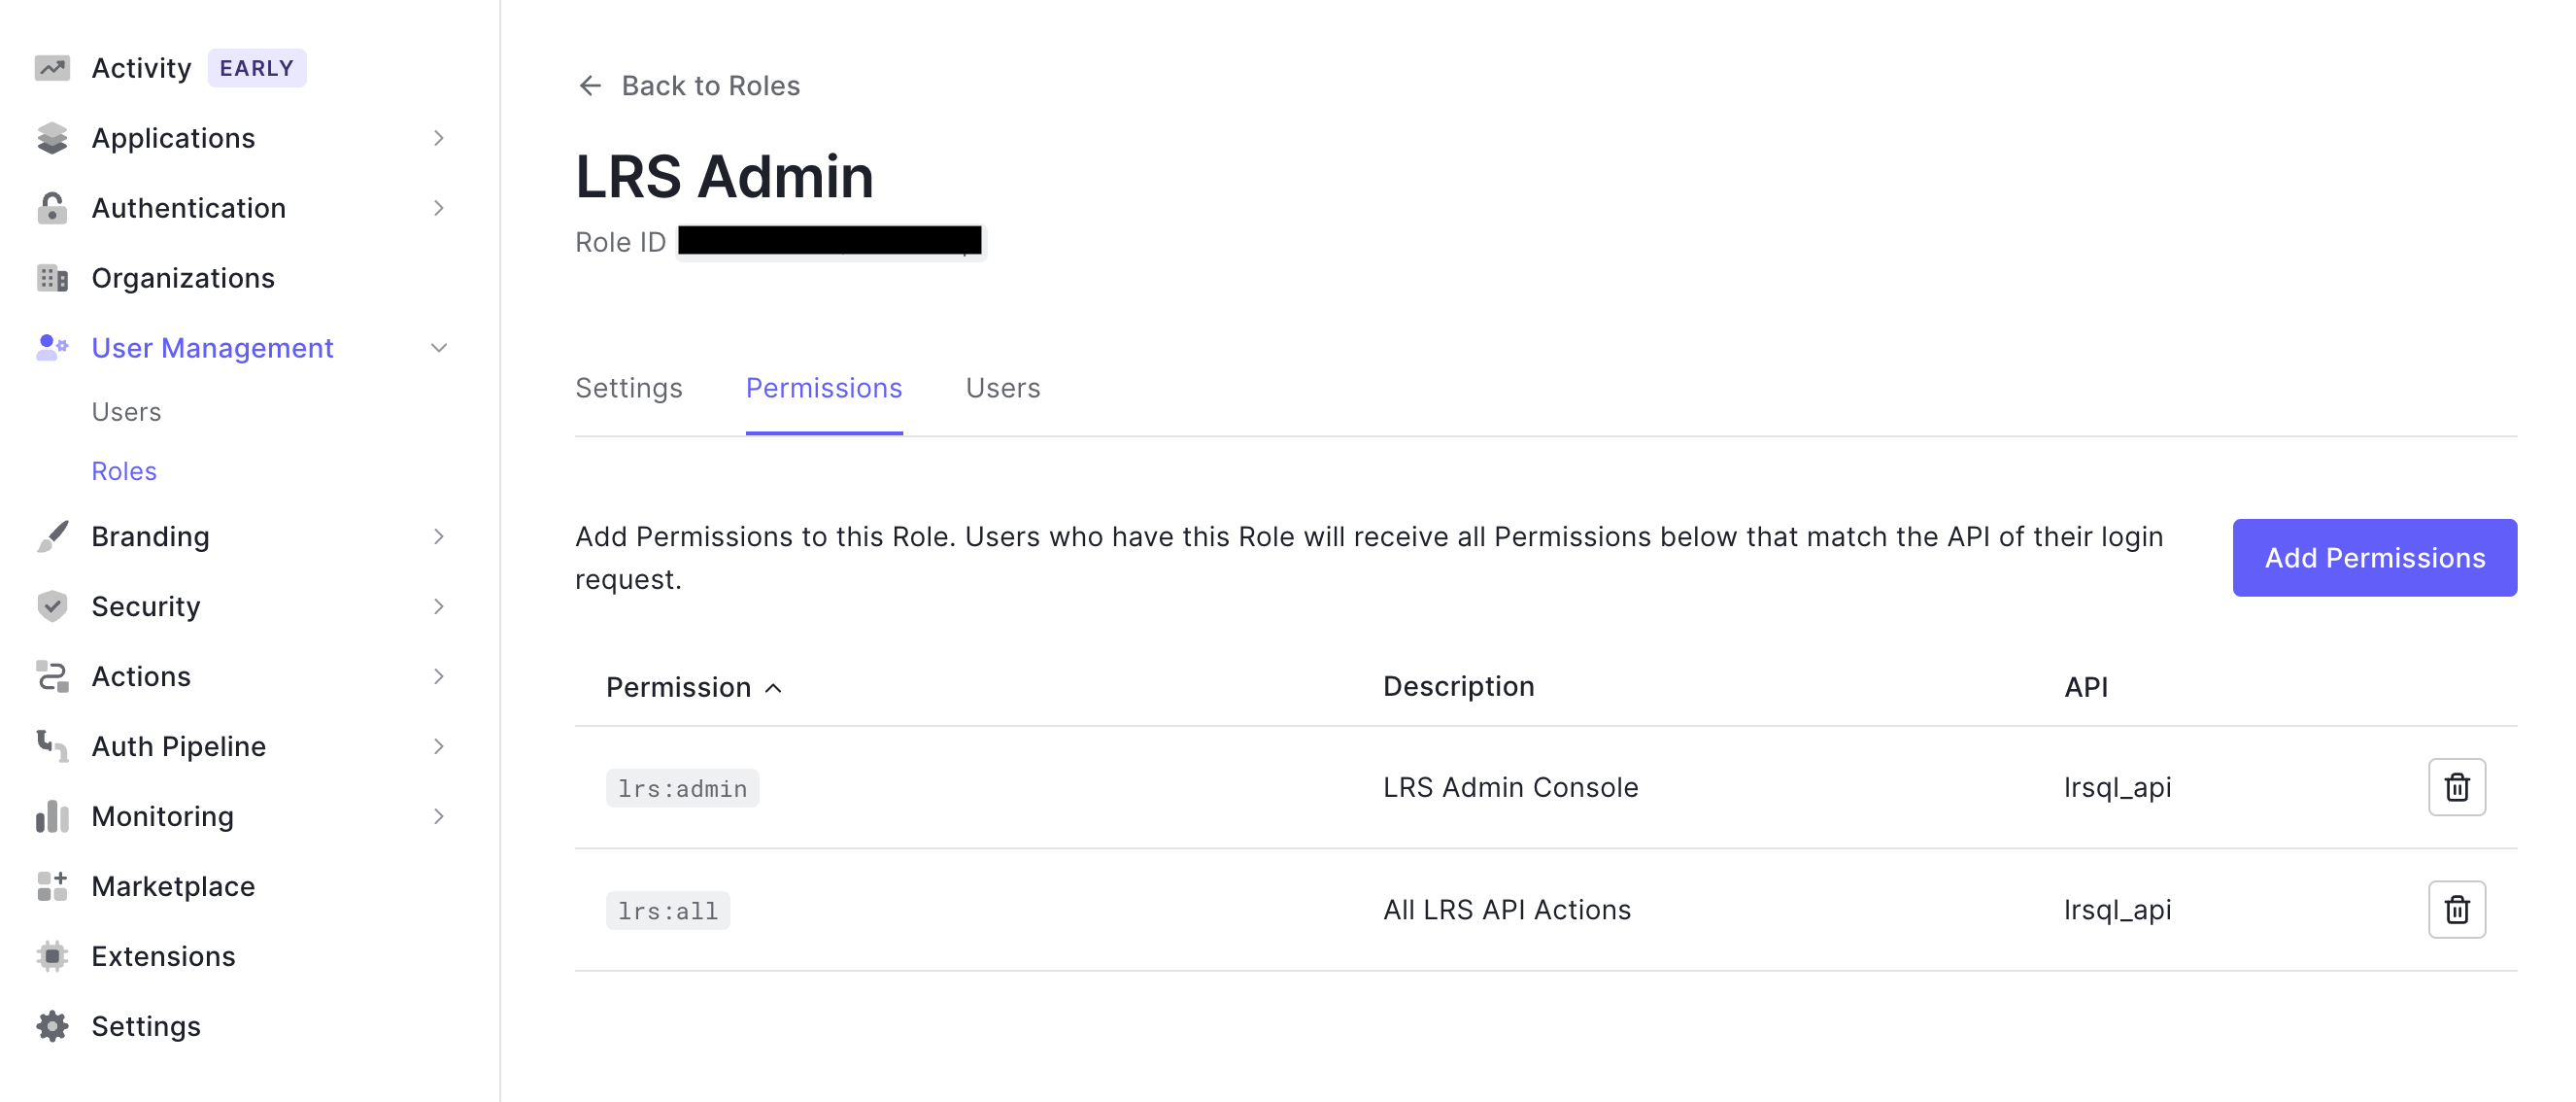 Activity EARLY
Applications
Authentication
Organizations
User Management
Users
Roles
Branding
Security
Actions
Auth Pipeline
Monitoring
Marketplace
Extensions
Settings
Back to Roles
LRS Admin
Role ID
Settings Permissions Users
Add Permissions to this Role. Users who have this Role will receive all Permissions below that match the API of their login
request.
Add Permissions
Permission Description API
lrs:admin LRS Admin Console lrsql_api
lrs:all All LRS API Actions lrsql_api